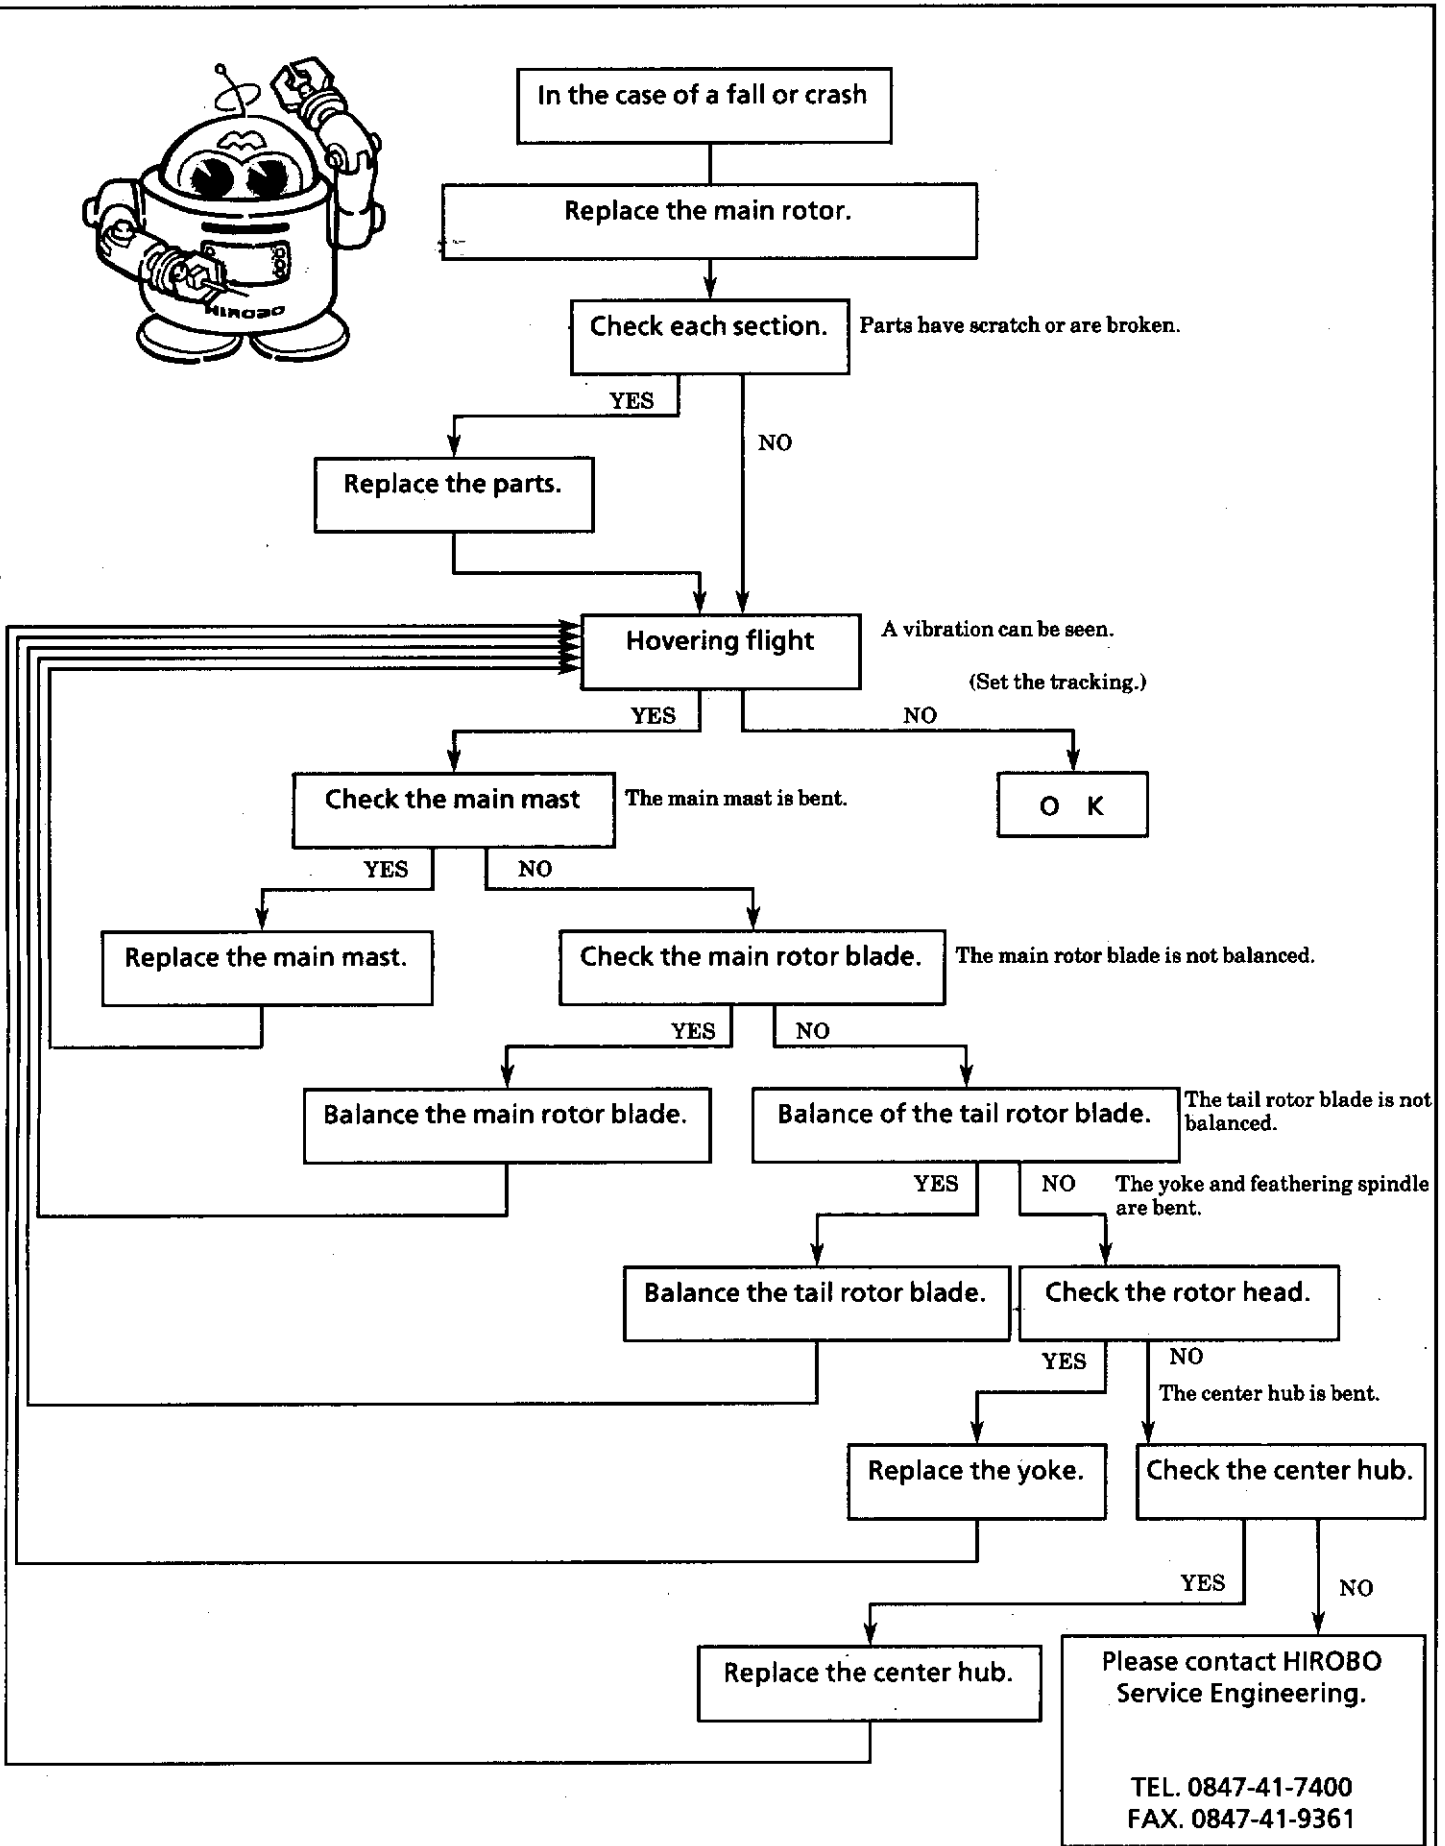 In the case of a fall or crash
Replace the main rotor.
HIROBO
Check each section.
Parts have scratch or are broken.
YES
NO
Replace the parts.
Hovering flight
A vibration can be seen.
(Set the tracking.)
YES
NO
Check the main mast
The main mast is bent.
O K
YES
NO
Replace the main mast.
Check the main rotor blade.
The main rotor blade is not balanced.
YES
NO
Balance the main rotor blade.
Balance of the tail rotor blade.
The tail rotor blade is not
balanced.
YES
NO
The yoke and feathering spindle
are bent.
Balance the tail rotor blade.
Check the rotor head.
YES
NO
The center hub is bent.
Replace the yoke.
Check the center hub.
YES
NO
Replace the center hub.
Please contact HIROBO
Service Engineering.
TEL. 0847-41-7400
FAX. 0847-41-9361